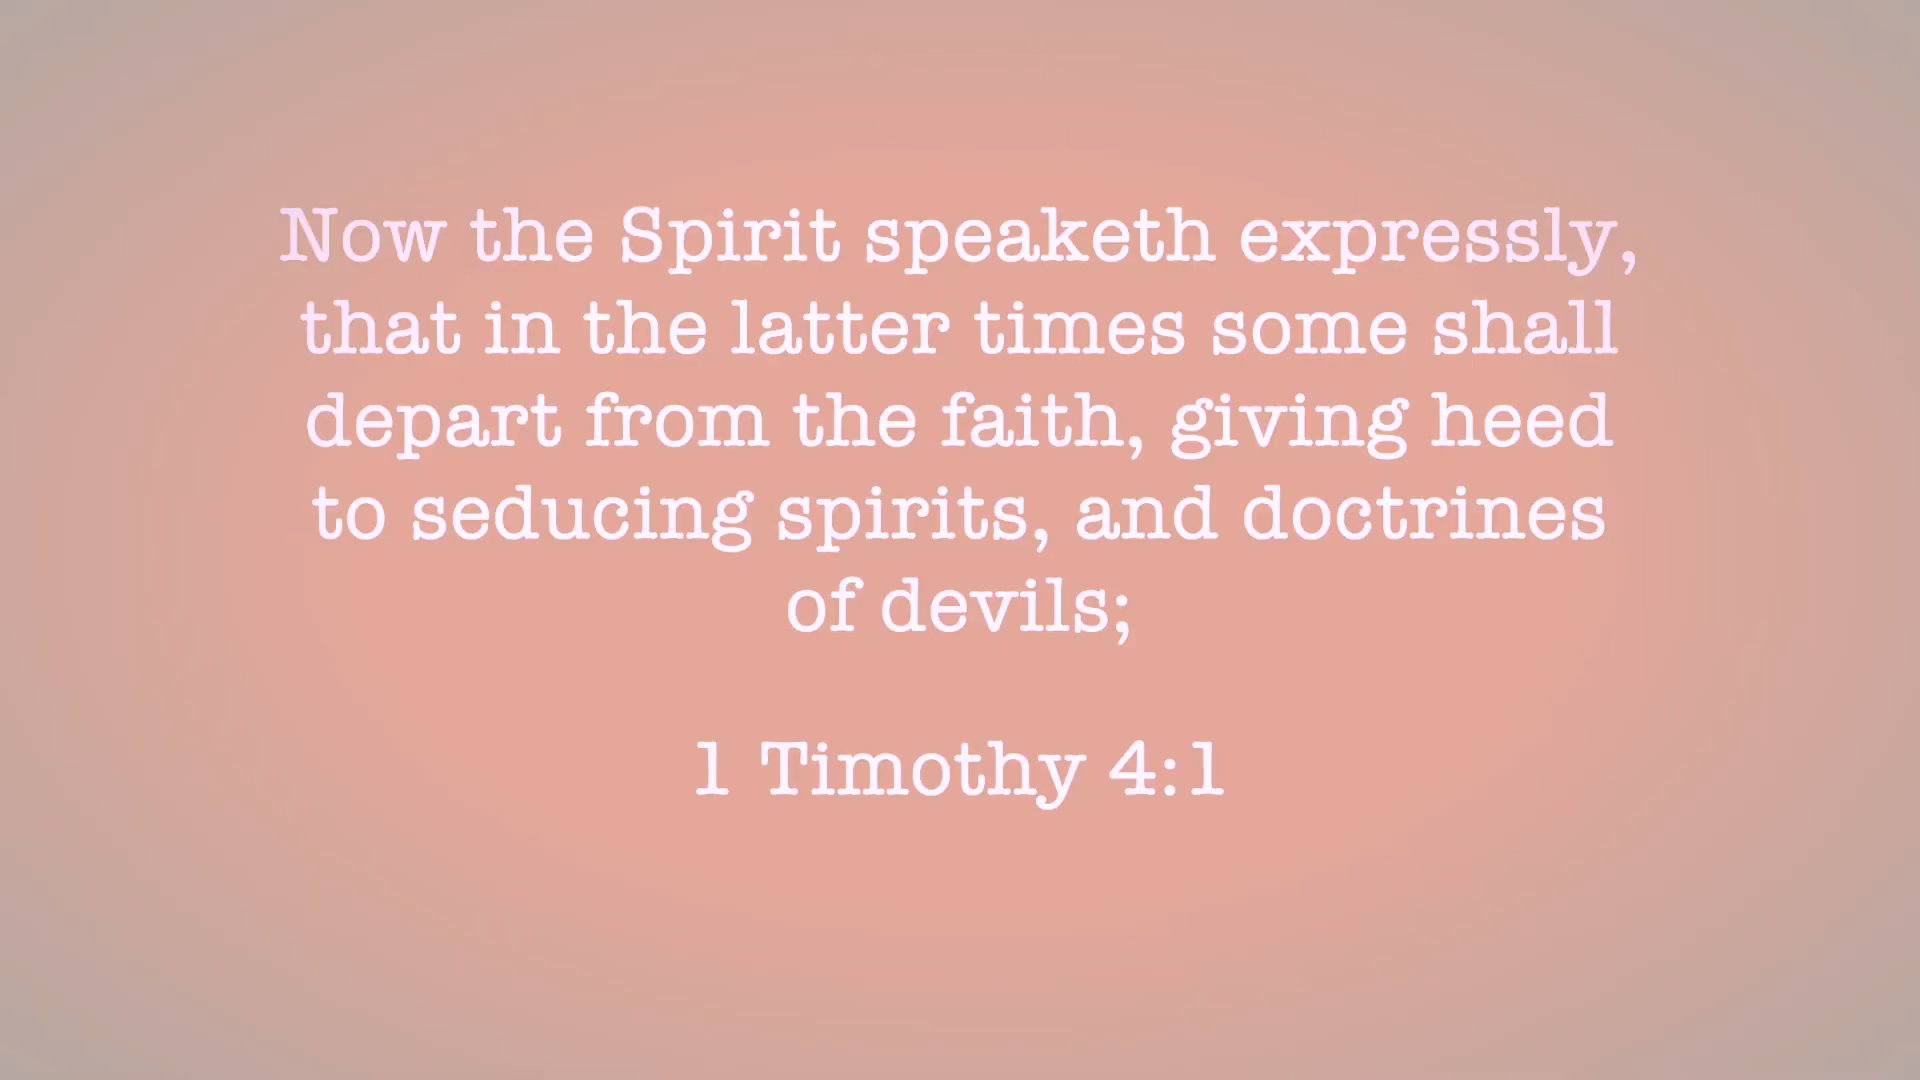 Now the Spirit speaketh expressly,
that in the latter times some shall
depart from the faith, giving heed
to seducing spirits, and doctrines
of devils;
1 Timothy 4:1